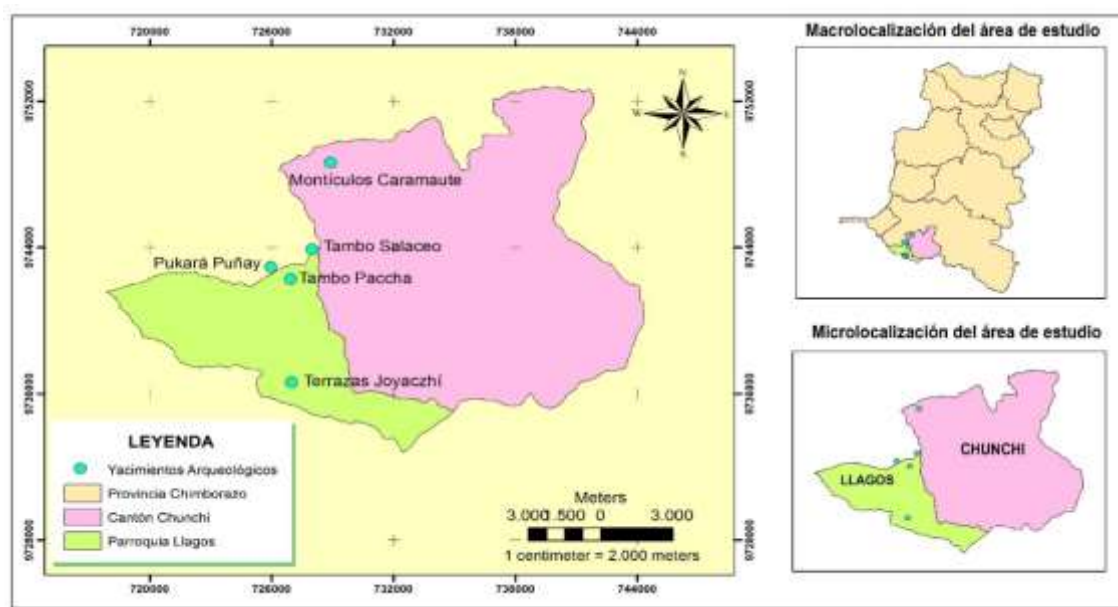 720000 726000 732000 738000 744000
Macrolocalización del área de estudio
9752000 9752000
N
W E
S
Montículos Caramaute
9744000 9744000
Tambo Salaceo
Pukará Puñay
Tambo Paccha
Microlocalización del área de estudio
Terrazas Joyaczhí
CHUNCHI
LLAGOS
LEYENDA
Yacimientos Arqueológicos
Provincia Chimborazo
Cantón Chunchi
Parroquia Llagos
Meters
3.000 1.500 0 3.000
1 centimeter = 2.000 meters
9728000 9728000
720000 726000 732000 738000 744000